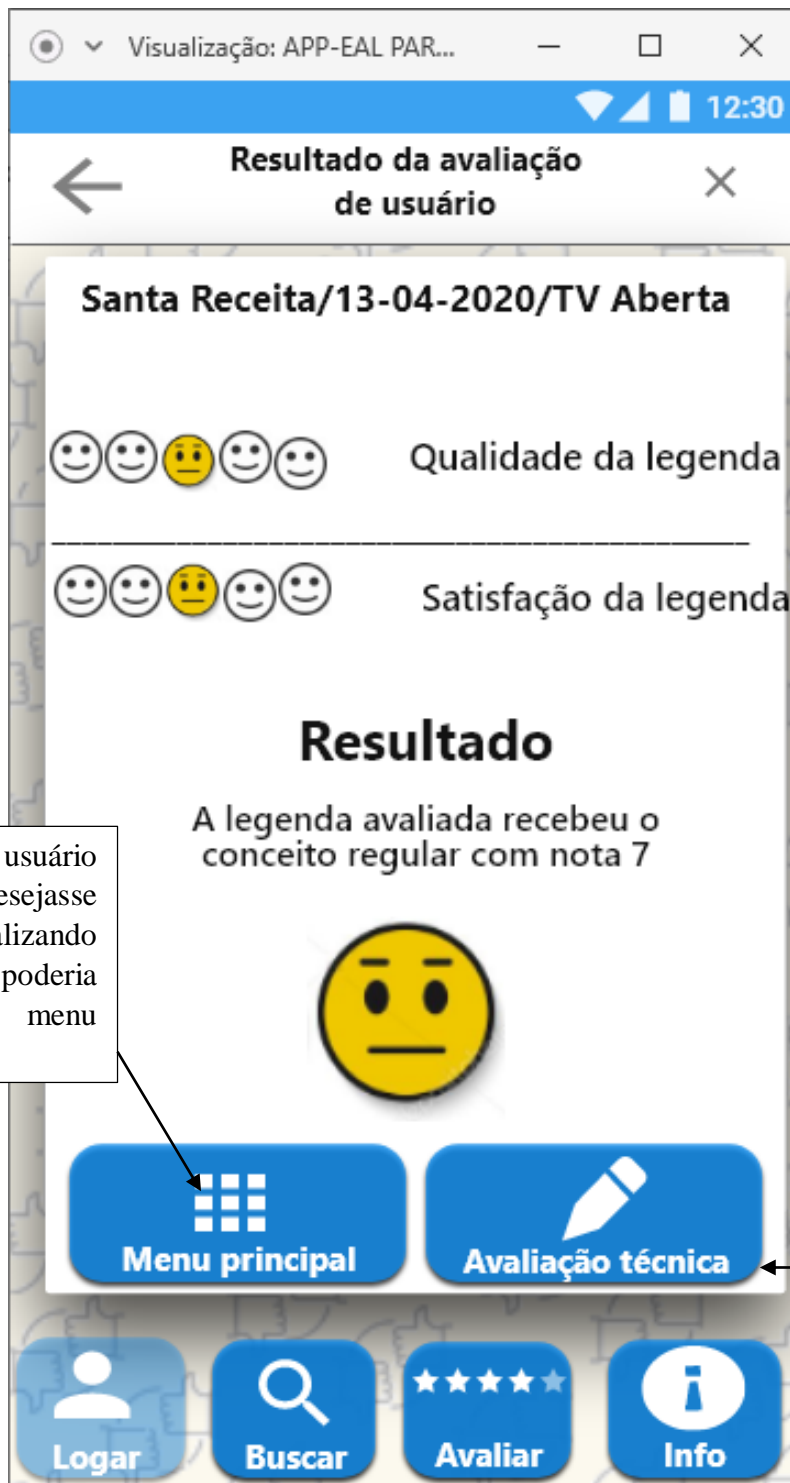 Visualização: APP-EAL PAR...
12:30
Resultado da avaliação
de usuário
Santa Receita/13-04-2020/TV Aberta
Qualidade da legenda
Satisfação da legenda
Resultado
A legenda avaliada recebeu o
conceito regular com nota 7
usuário
esejasse
alizando
poderia
menu
Menu principal
Avaliação técnica
Logar
Buscar
Avaliar
Info